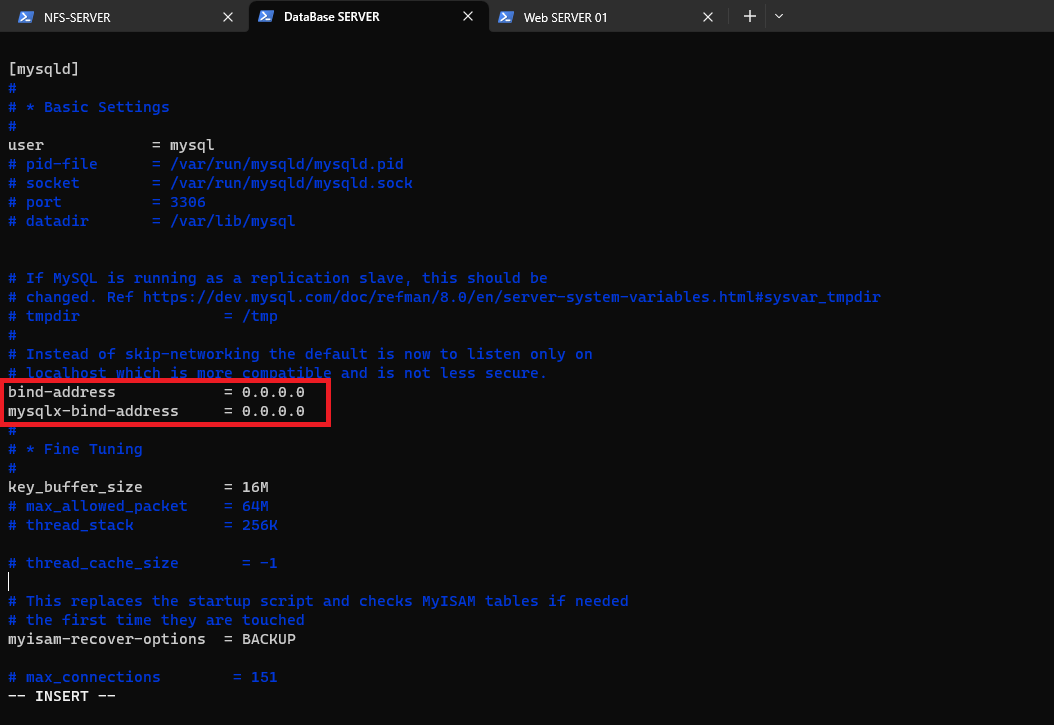 NFS-SERVER
DataBase SERVER
Web SERVER 01
[mysqld]
#
# * Basic Settings
#
user            = mysql
# pid-file      = /var/run/mysqld/mysqld.pid
# socket        = /var/run/mysqld/mysqld.sock
# port          = 3306
# datadir       = /var/lib/mysql
# If MySQL is running as a replication slave, this should be
# changed. Ref https://dev.mysql.com/doc/refman/8.0/en/server-system-variables.html#sysvar_tmpdir
# tmpdir                = /tmp
#
# Instead of skip-networking the default is now to listen only on
# localhost which is more compatible and is not less secure.
bind-address            = 0.0.0.0
mysqlx-bind-address     = 0.0.0.0
#
# * Fine Tuning
#
key_buffer_size         = 16M
# max_allowed_packet    = 64M
# thread_stack          = 256K
# thread_cache_size       = -1
# This replaces the startup script and checks MyISAM tables if needed
# the first time they are touched
myisam-recover-options  = BACKUP
# max_connections        = 151
-- INSERT --